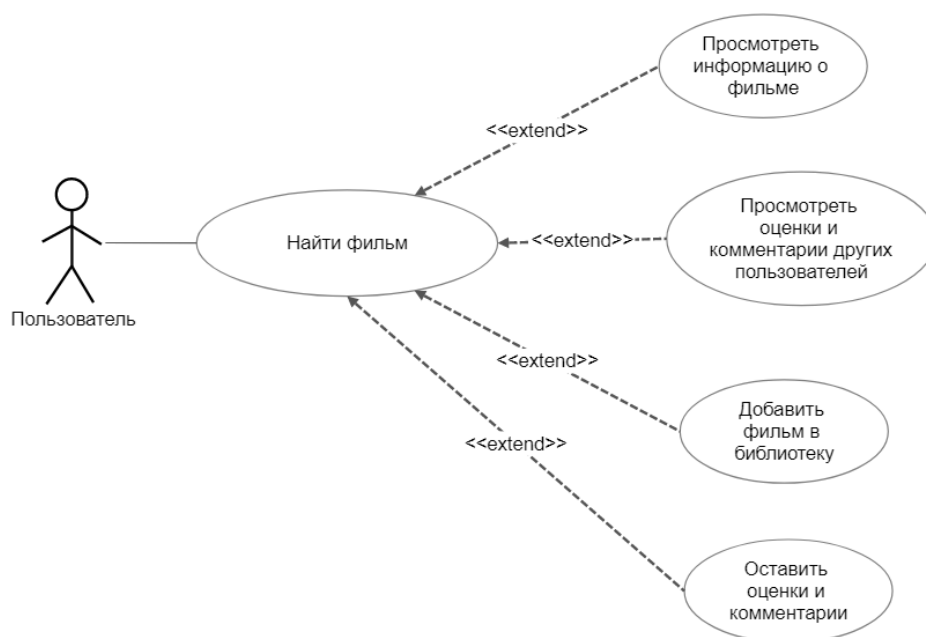 Просмотреть
информацию о
фильме
<<extend>>
Просмотреть
оценки и
комментарии других
пользователей
<<extend>>
Найти фильм
Пользователь
<<extend>>
Добавить
фильм в
библиотеку
<<extend>>
Оставить
оценки и
комментарии